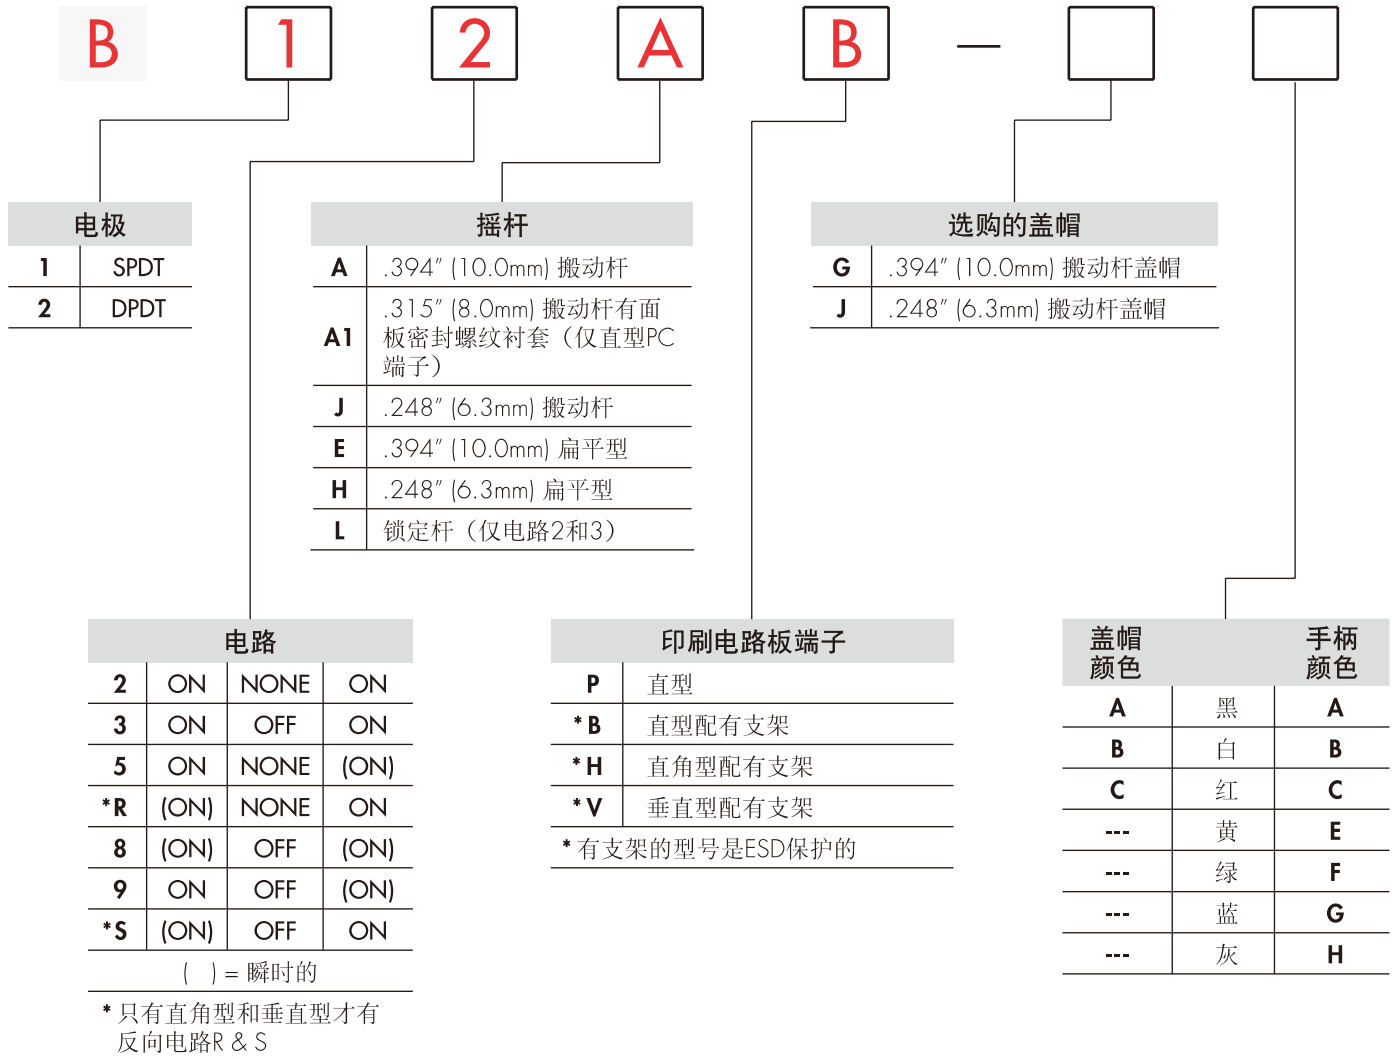 B 1 2 A B —
电极
1 SPDT
2 DPDT
摇杆
A .394” (10.0mm) 搬动杆
A1 .315” (8.0mm) 搬动杆有面
板密封螺纹衬套（仅直型PC
端子）
J .248” (6.3mm) 搬动杆
E .394” (10.0mm) 扁平型
H .248” (6.3mm) 扁平型
L 锁定杆（仅电路2和3）
选购的盖帽
G .394” (10.0mm) 搬动杆盖帽
J .248” (6.3mm) 搬动杆盖帽
电路
2 ON NONE ON
3 ON OFF ON
5 ON NONE (ON)
*R (ON) NONE ON
8 (ON) OFF (ON)
9 ON OFF (ON)
*S (ON) OFF ON
( ) = 瞬时的
* 只有直角型和垂直型才有
反向电路R & S
印刷电路板端子
P 直型
*B 直型配有支架
*H 直角型配有支架
*V 垂直型配有支架
* 有支架的型号是ESD保护的
盖帽 手柄
颜色 颜色
A 黑 A
B 白 B
C 红 C
--- 黄 E
--- 绿 F
--- 蓝 G
--- 灰 H